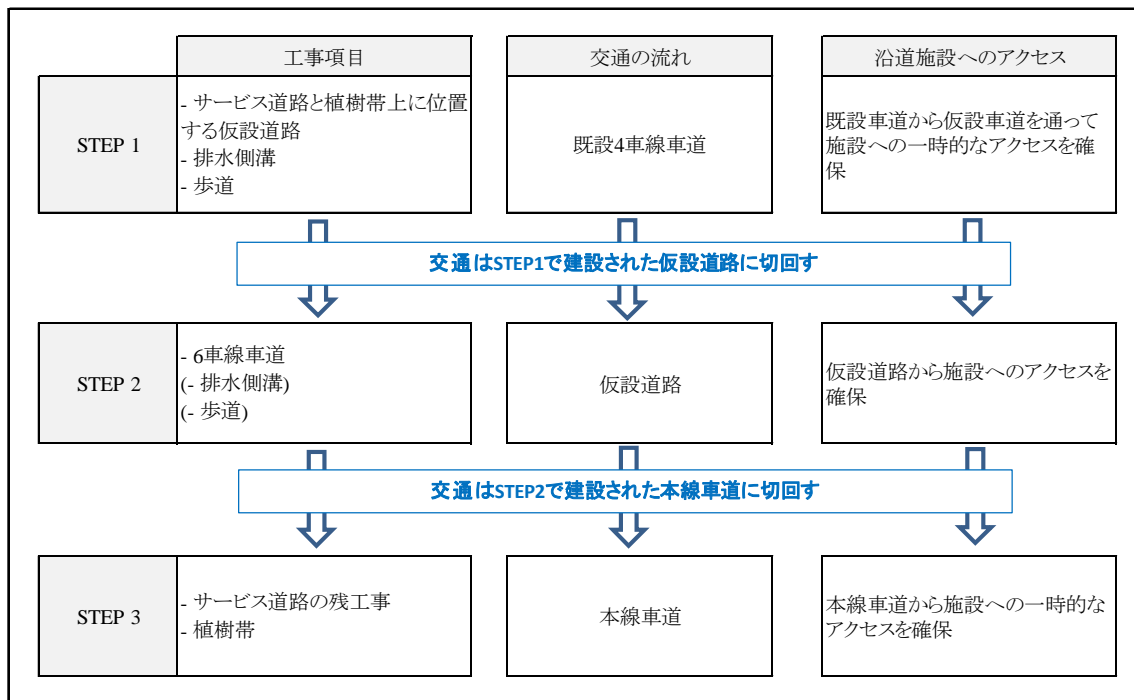 工事項目
交通の流れ
沿道施設へのアクセス
STEP 1
- サービス道路と植樹帯上に位置
する仮設道路
- 排水側溝
- 歩道
既設4車線車道
既設車道から仮設車道を通って
施設への一時的なアクセスを確
保
交通はSTEP1で建設された仮設道路に切回す
STEP 2
- 6車線車道
(- 排水側溝)
(- 歩道)
仮設道路
仮設道路から施設へのアクセスを
確保
交通はSTEP2で建設された本線車道に切回す
STEP 3
- サービス道路の残工事
- 植樹帯
本線車道
本線車道から施設への一時的な
アクセスを確保